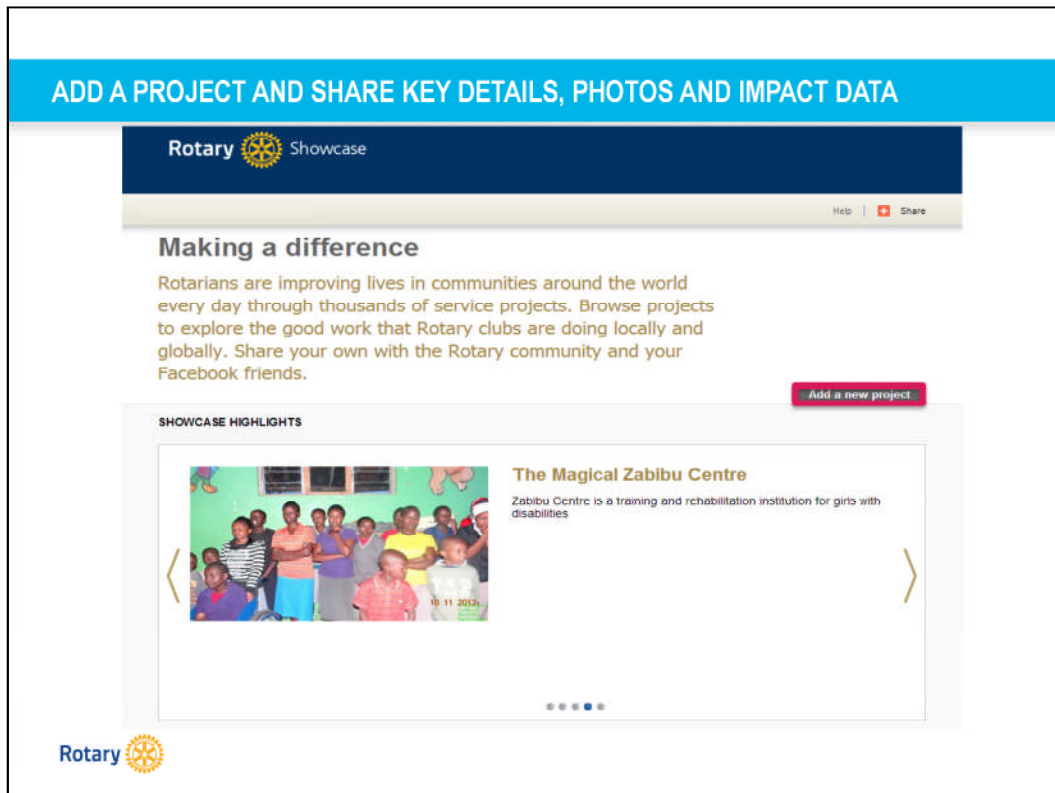 ADD A PROJECT AND SHARE KEY DETAILS, PHOTOS AND IMPACT DATA
Rotary Showcase
Help | Share
Making a difference
Rotarians are improving lives in communities around the world
every day through thousands of service projects. Browse projects
to explore the good work that Rotary clubs are doing locally and
globally. Share your own with the Rotary community and your
Facebook friends.
Add a new project
SHOWCASE HIGHLIGHTS
The Magical Zabibu Centre
Zabibu Centre is a training and rehabilitation institution for girls with
disabilities
10 11 2013
Rotary